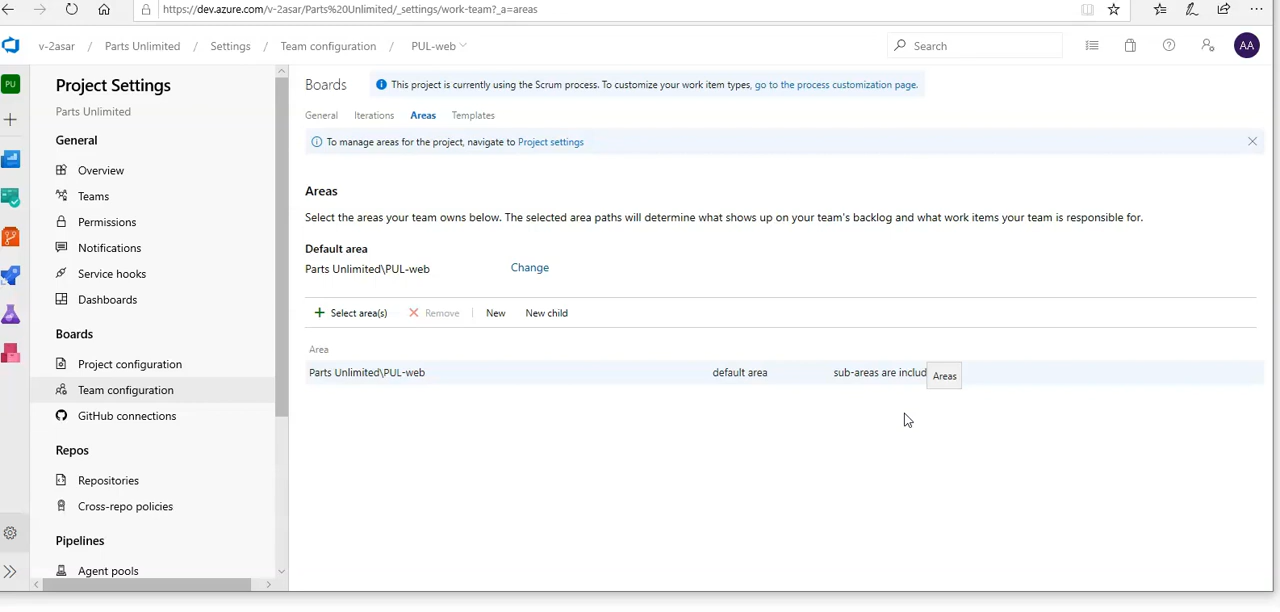 https://dev.azure.com/v-2asar/Parts%20Unlimited/_settings/work-team?_a=areas
v-2asar / Parts Unlimited / Settings / Team configuration / PUL-web
Search
AA
PU
Project Settings
Parts Unlimited
General
Overview
Teams
Permissions
Notifications
Service hooks
Dashboards
Boards
Project configuration
Team configuration
GitHub connections
Repos
Repositories
Cross-repo policies
Pipelines
Agent pools
Boards
This project is currently using the Scrum process. To customize your work item types, go to the process customization page.
General Iterations Areas Templates
To manage areas for the project, navigate to Project settings
Areas
Select the areas your team owns below. The selected area paths will determine what shows up on your team's backlog and what work items your team is responsible for.
Default area
Parts Unlimited\PUL-web Change
Select area(s) Remove New New child
Area
Parts Unlimited\PUL-web default area sub-areas are includ
Areas